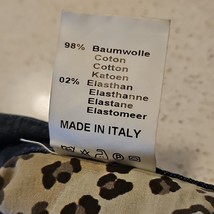 98% Baumwolle
Coton
Cotton
Katoen
02% Elasthan
Elasthanne
Elastane
Elastomeer
MADE IN ITALY